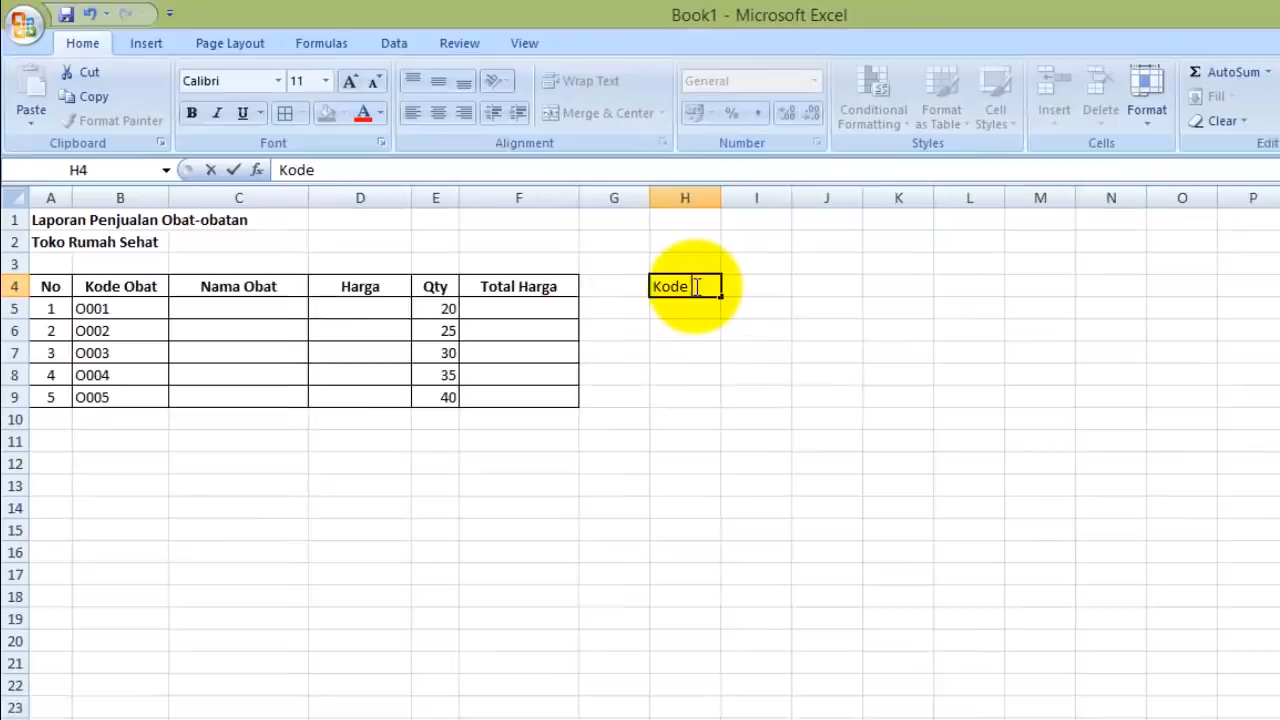 Book1 - Microsoft Excel
Home Insert Page Layout Formulas Data Review View
Paste
Cut
Copy
Format Painter
Clipboard
Calibri 11
B I U
Font
Wrap Text
Merge & Center
Alignment
General
%
Number
Conditional Formatting
Format as Table
Cell Styles
Styles
Insert
Delete
Format
Cells
Σ AutoSum
Fill
Clear
Edit
H4 fx Kode
A B C D E F G H I J K L M N O P
1 Laporan Penjualan Obat-obatan
2 Toko Rumah Sehat
3
4 No Kode Obat Nama Obat Harga Qty Total Harga Kode
5 1 O001 20
6 2 O002 25
7 3 O003 30
8 4 O004 35
9 5 O005 40
10
11
12
13
14
15
16
17
18
19
20
21
22
23